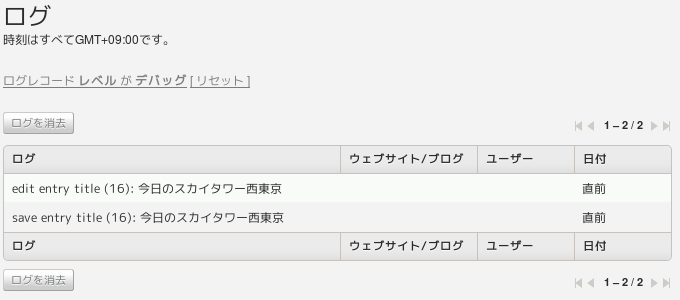 ログ
時刻はすべてGMT+09:00です。
ログレコード レベル が デバッグ [ リセット ]
ログを消去 1 – 2 / 2
ログ ウェブサイト/ブログ ユーザー 日付
edit entry title (16): 今日のスカイタワー西東京 直前
save entry title (16): 今日のスカイタワー西東京 直前
ログ ウェブサイト/ブログ ユーザー 日付
ログを消去 1 – 2 / 2